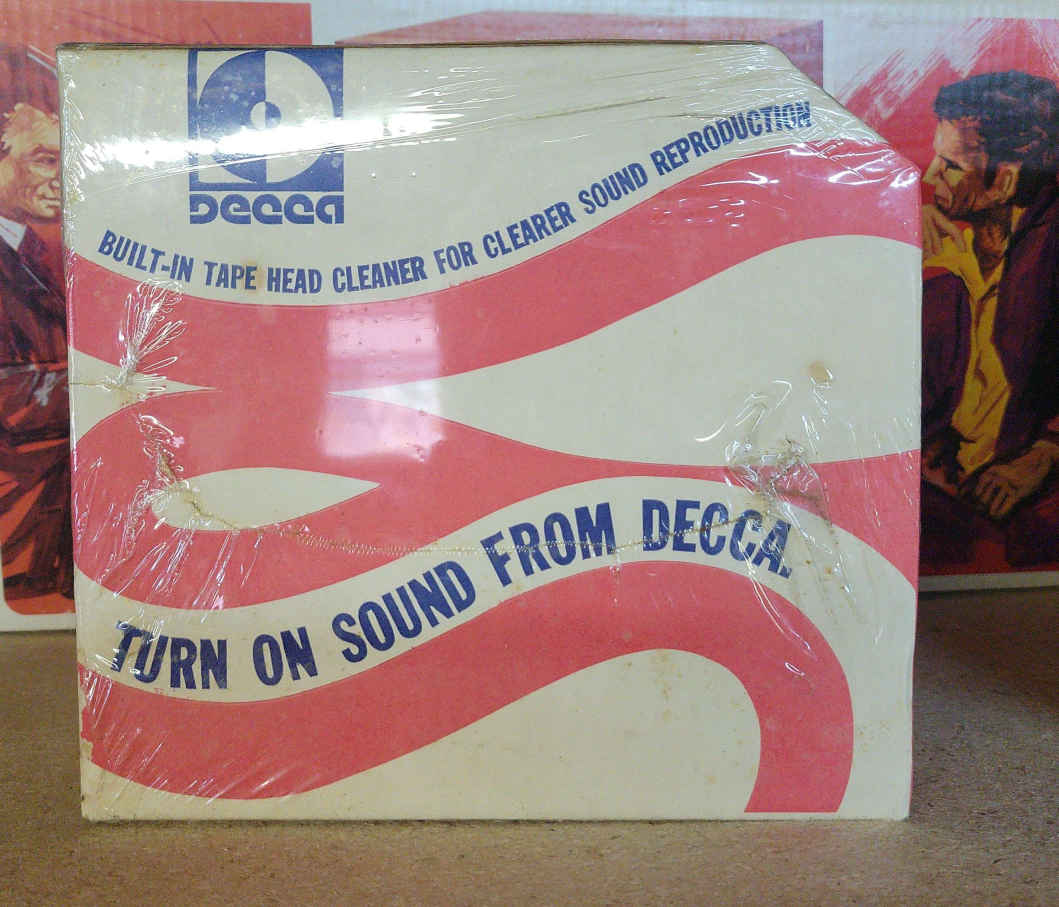 DECCA
BUILT-IN TAPE HEAD CLEANER FOR CLEARER SOUND REPRODUCTION
TURN ON SOUND FROM DECCA.